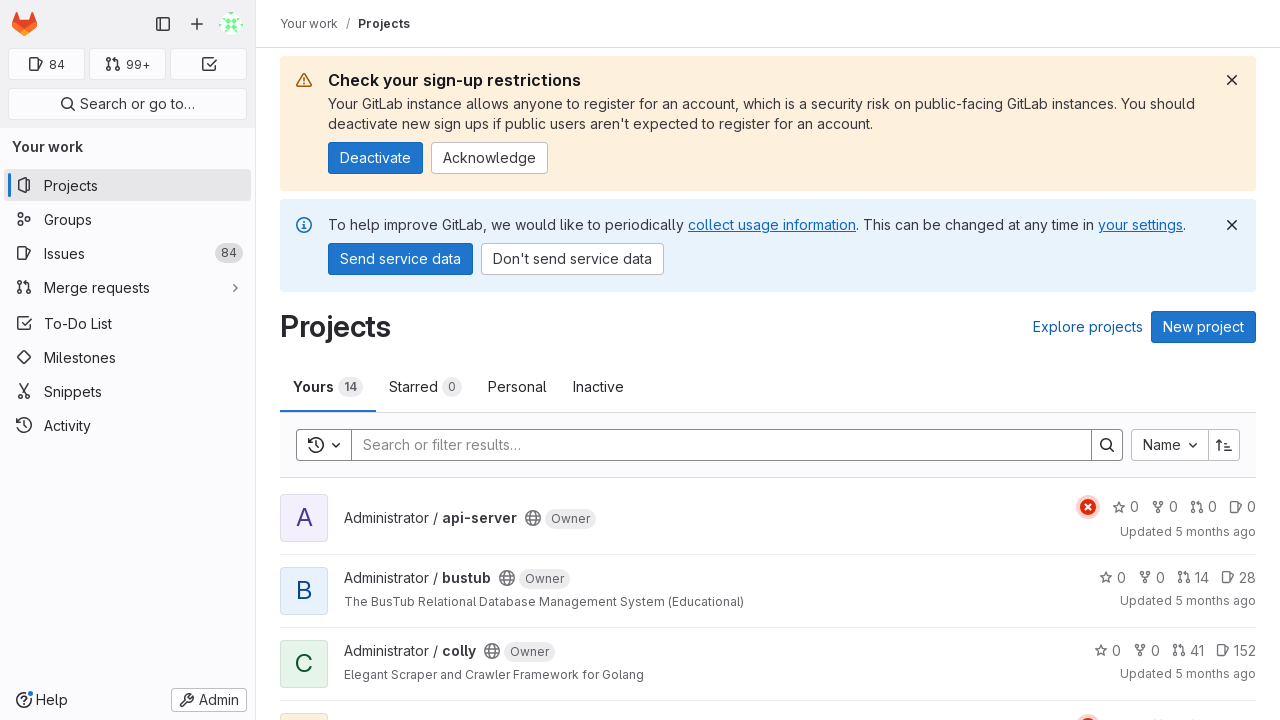 Your work / Projects
84
99+
Search or go to…
Your work
Projects
Groups
Issues 84
Merge requests
To-Do List
Milestones
Snippets
Activity
Help
Admin
Check your sign-up restrictions
Your GitLab instance allows anyone to register for an account, which is a security risk on public-facing GitLab instances. You should
deactivate new sign ups if public users aren't expected to register for an account.
Deactivate Acknowledge
To help improve GitLab, we would like to periodically collect usage information. This can be changed at any time in your settings.
Send service data Don't send service data
Projects
Explore projects New project
Yours 14 Starred 0 Personal Inactive
Search or filter results…
Name
A
Administrator / api-server Owner
0 0 0 0
Updated 5 months ago
B
Administrator / bustub Owner
The BusTub Relational Database Management System (Educational)
0 0 14 28
Updated 5 months ago
C
Administrator / colly Owner
Elegant Scraper and Crawler Framework for Golang
0 0 41 152
Updated 5 months ago